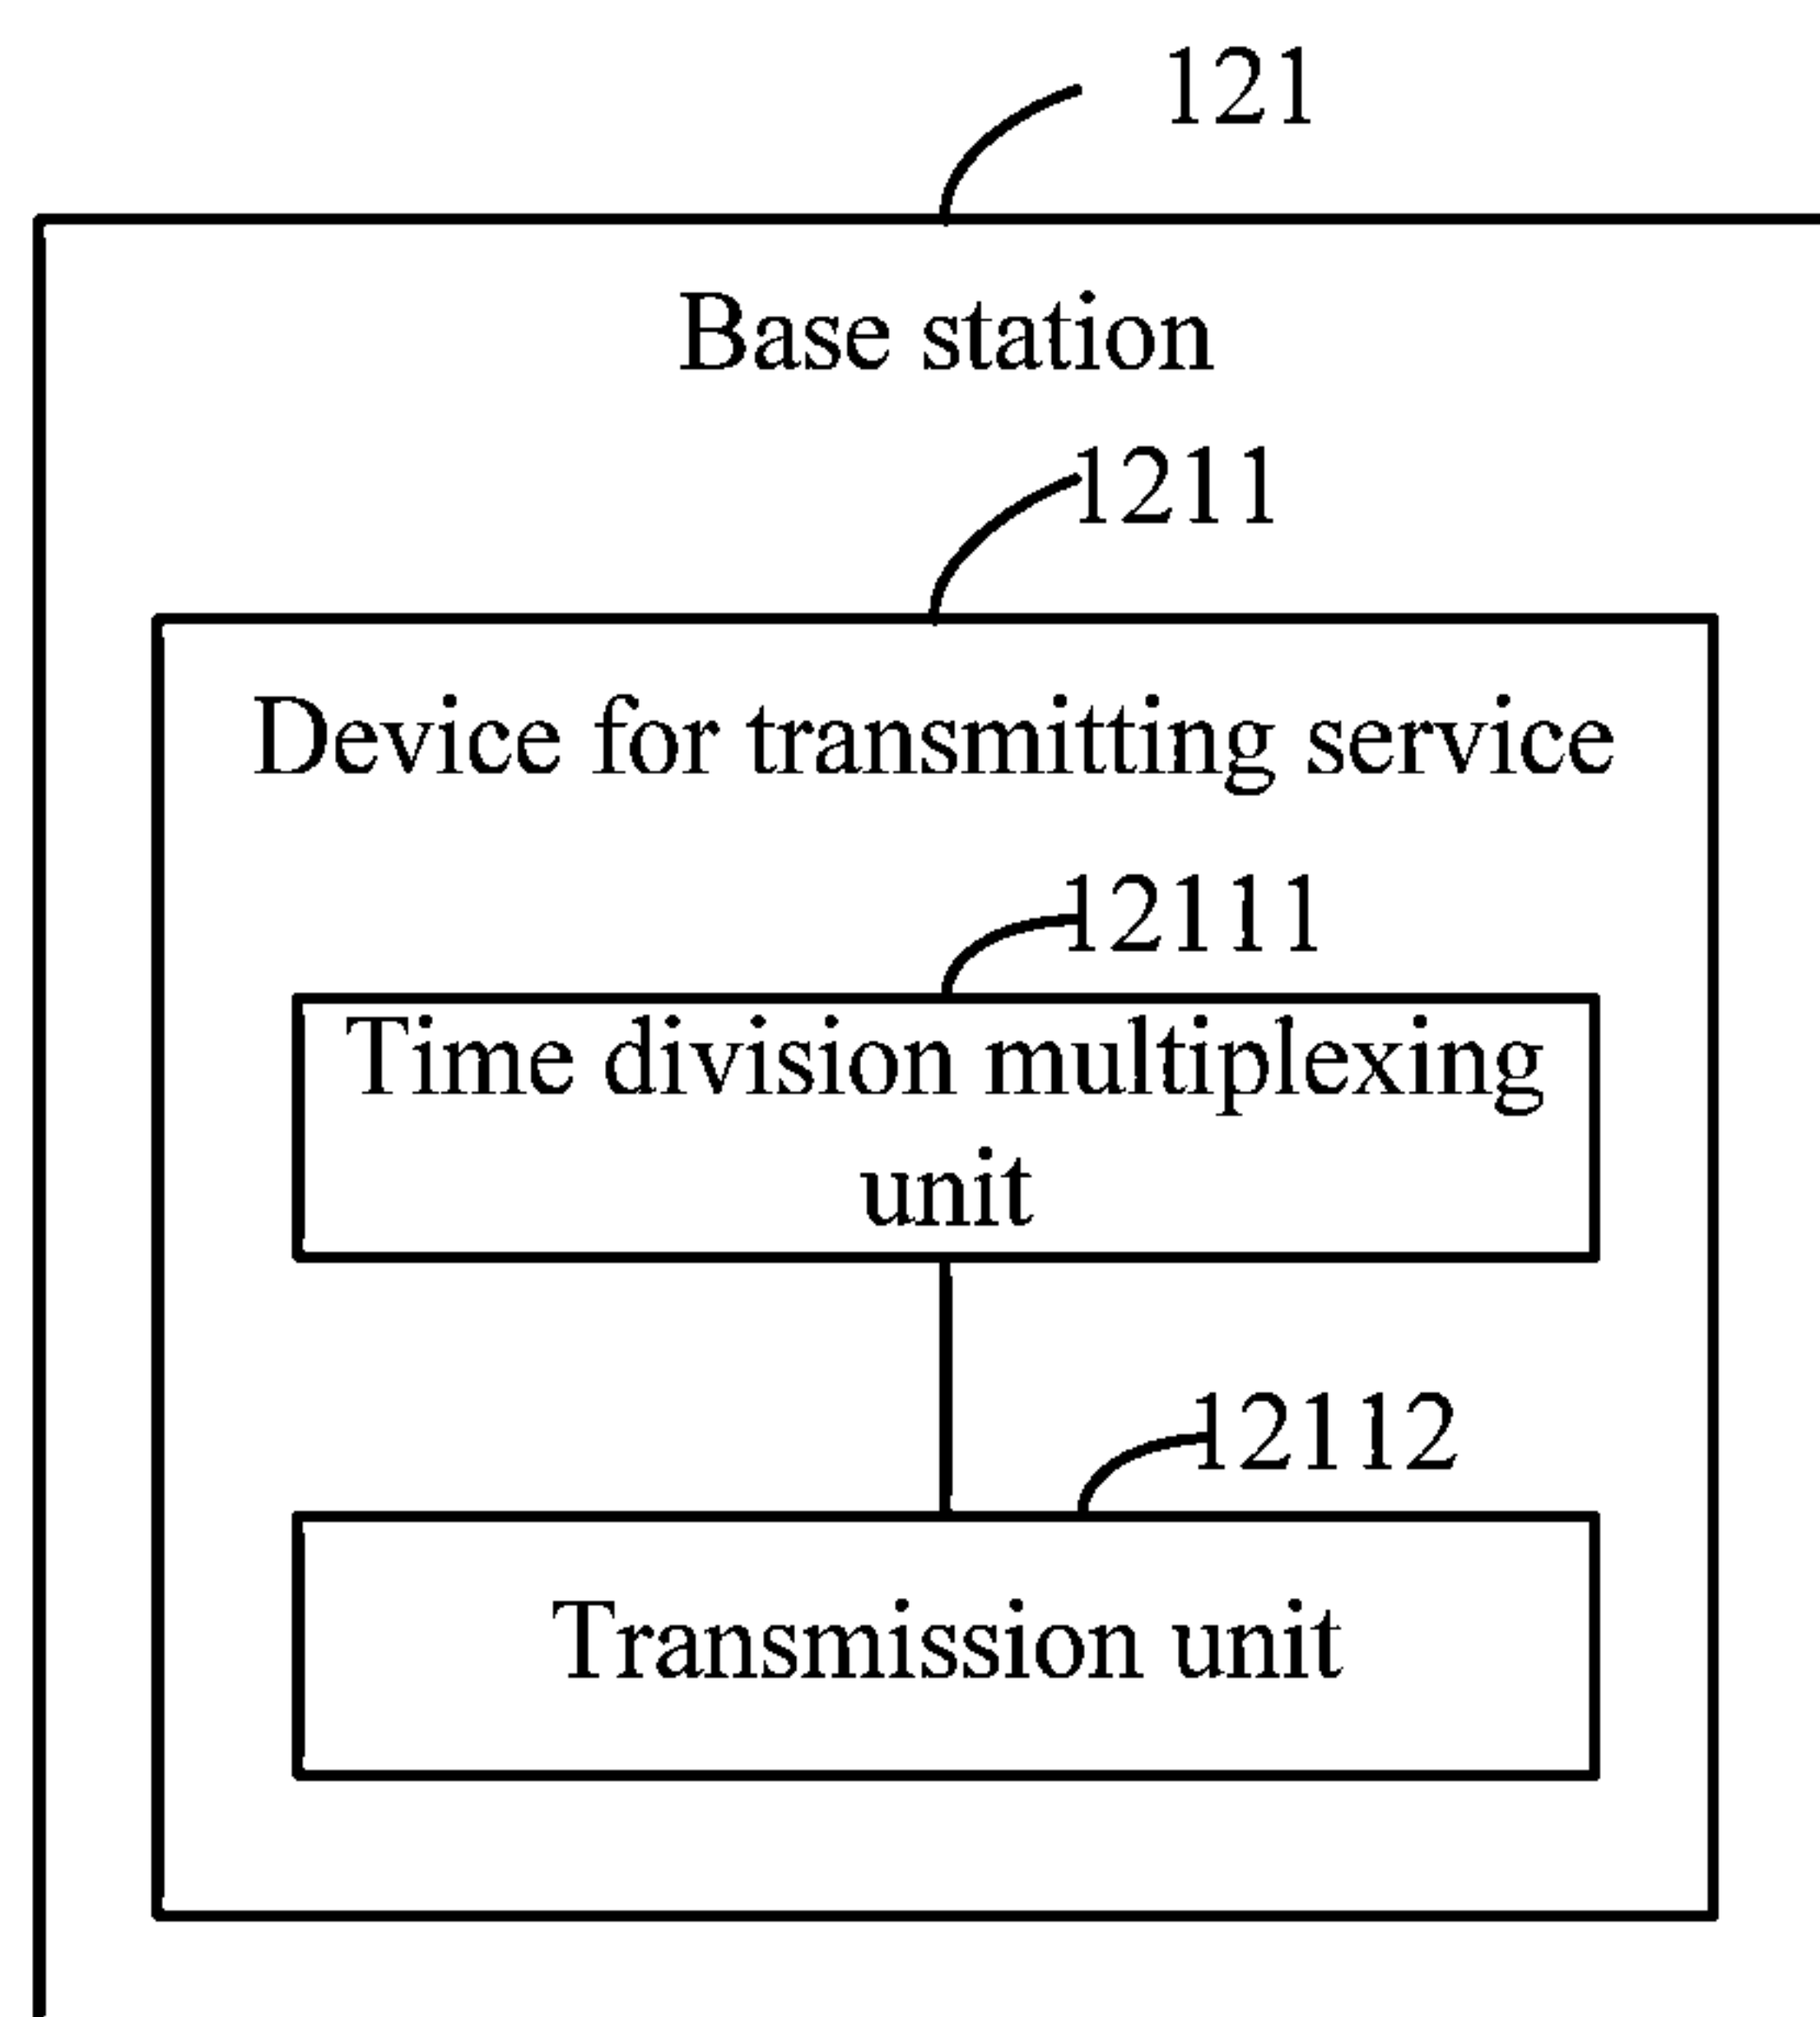 121
Base station
1211
Device for transmitting service
12111
Time division multiplexing
unit
12112
Transmission unit